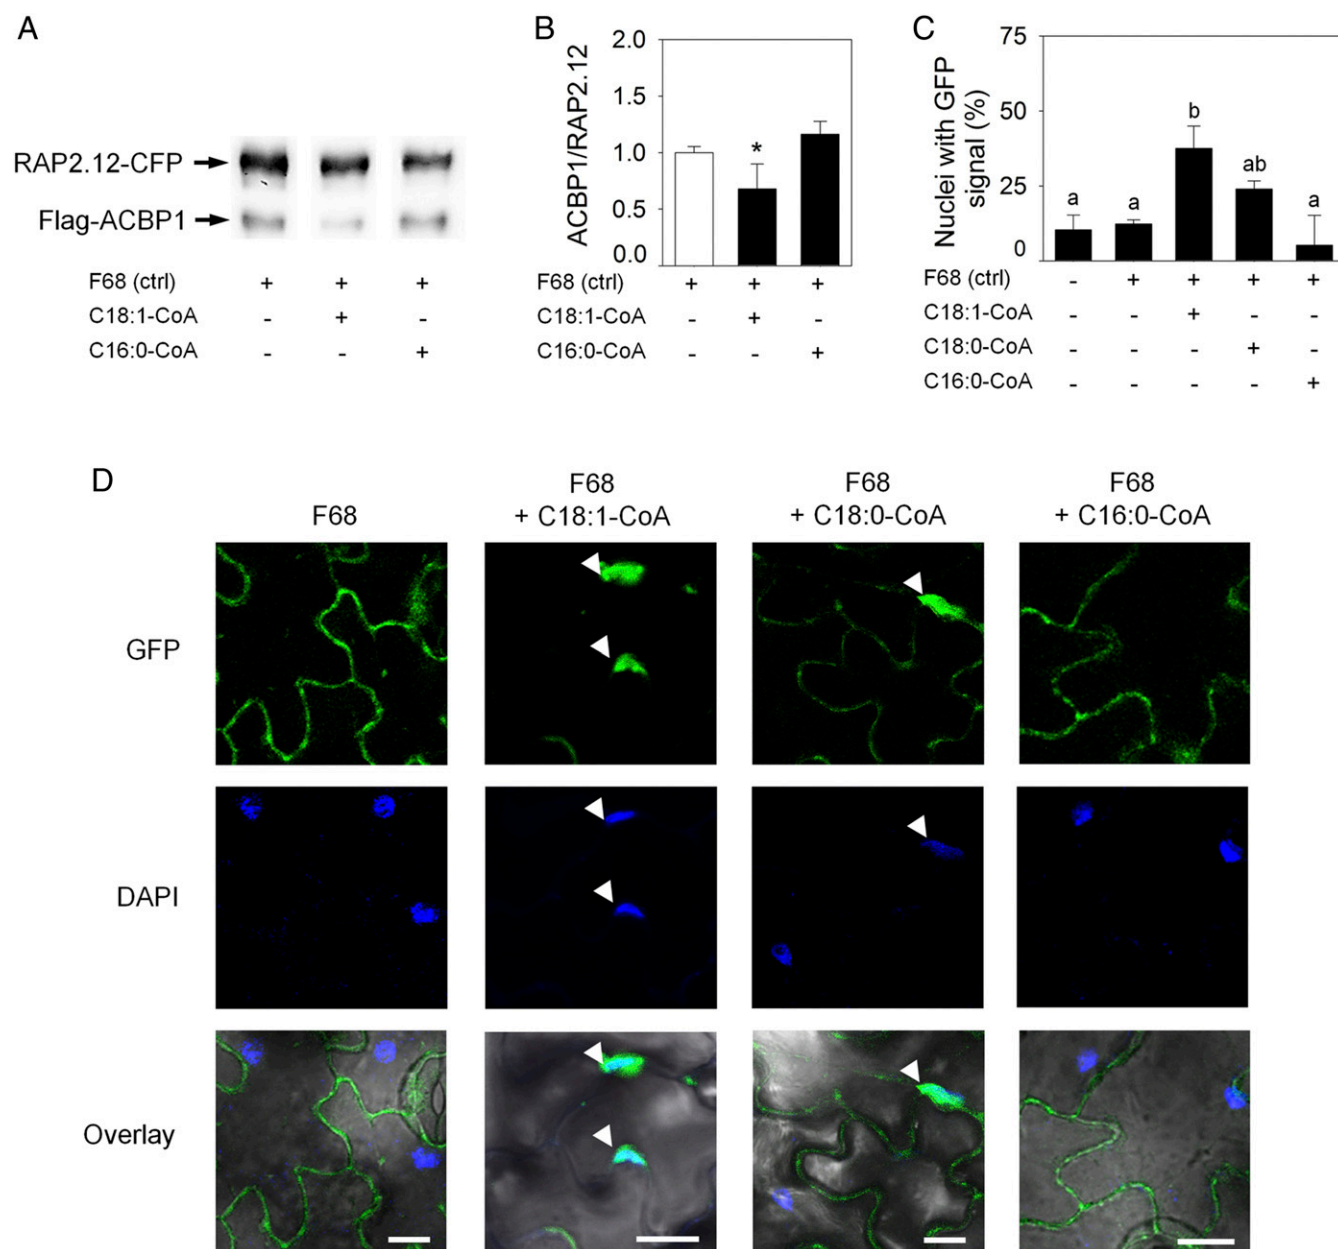 A
RAP2.12-CFP
Flag-ACBP1
F68 (ctrl) + + +
C18:1-CoA - + -
C16:0-CoA - - +
B
ACBP1/RAP2.12
2.0
1.5
1.0
0.5
0.0
*
F68 (ctrl) + + +
C18:1-CoA - + -
C16:0-CoA - - +
C
Nuclei with GFP
signal (%)
75
50
25
0
a a b ab a
F68 (ctrl) - + + + +
C18:1-CoA - - + - -
C18:0-CoA - - - + -
C16:0-CoA - - - - +
D
F68
F68
+ C18:1-CoA
F68
+ C18:0-CoA
F68
+ C16:0-CoA
GFP
DAPI
Overlay